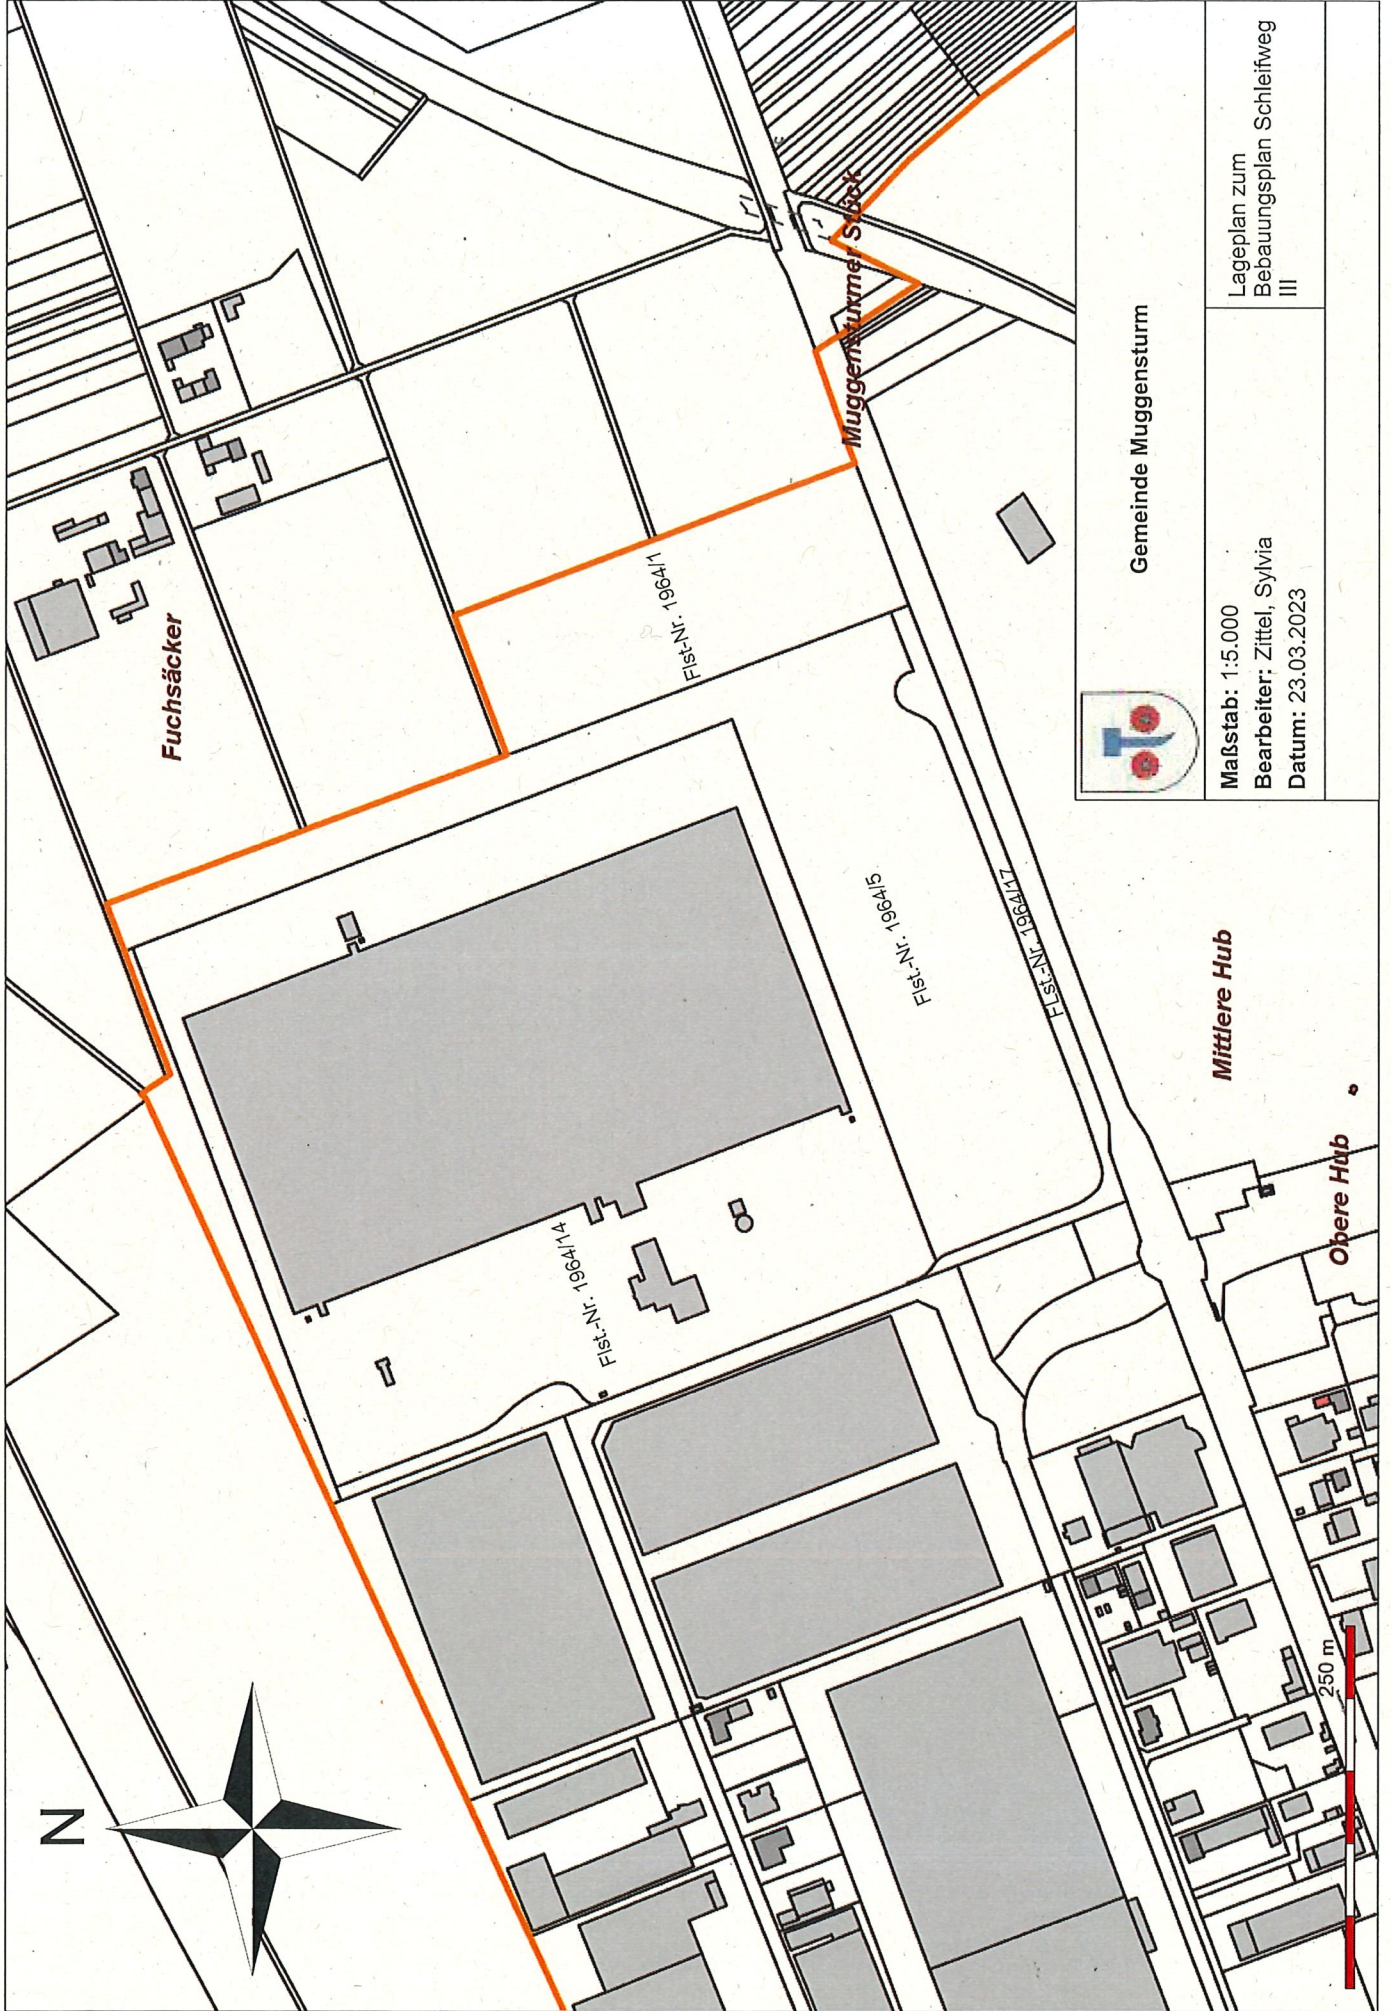 N
Fuchsäcker
Muggensturmer Stück
Flst-Nr. 1964/1
Flst.-Nr. 1964/5
FLst.-Nr. 1964/17
Flst.-Nr. 1964/14
Mittlere Hub
Obere Hub
250 m
Gemeinde Muggensturm
Maßstab: 1:5.000
Bearbeiter: Zittel, Sylvia
Datum: 23.03.2023
Lageplan zum
Bebauungsplan Schleifweg
III